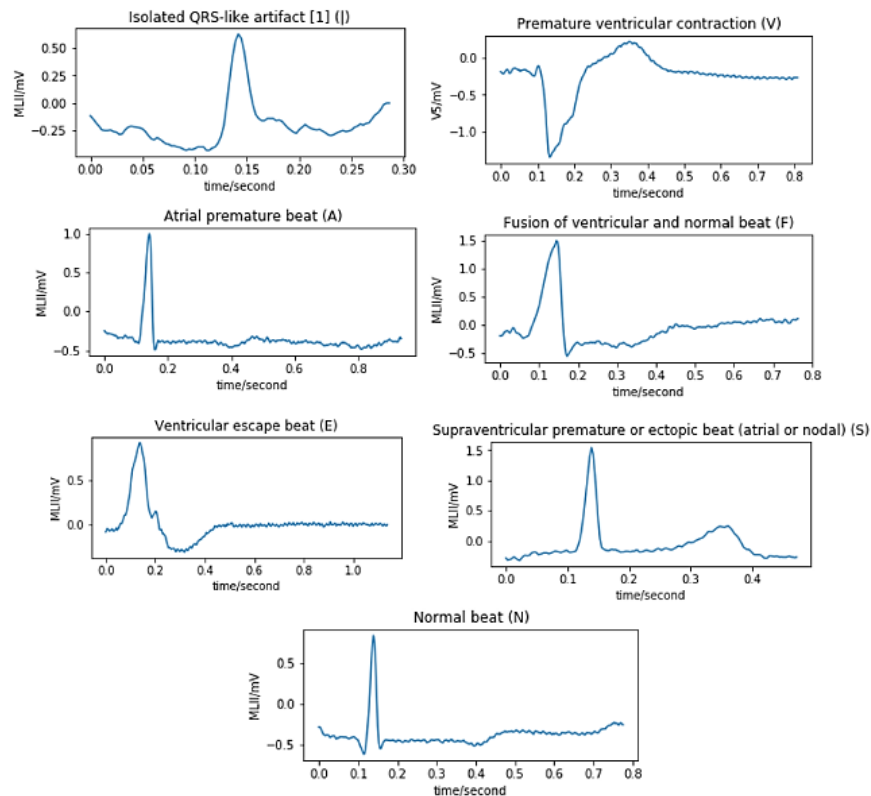 Isolated QRS-like artifact [1] (|)
MLII/mV
0.50
0.25
0.00
−0.25
0.00 0.05 0.10 0.15 0.20 0.25 0.30
time/second
Premature ventricular contraction (V)
V5/mV
0.0
−0.5
−1.0
0.0 0.1 0.2 0.3 0.4 0.5 0.6 0.7 0.8
time/second
Atrial premature beat (A)
MLII/mV
1.0
0.5
0.0
−0.5
0.0 0.2 0.4 0.6 0.8
time/second
Fusion of ventricular and normal beat (F)
MLII/mV
1.5
1.0
0.5
0.0
−0.5
0.0 0.1 0.2 0.3 0.4 0.5 0.6 0.7 0.8
time/second
Ventricular escape beat (E)
MLII/mV
0.5
0.0
0.0 0.2 0.4 0.6 0.8 1.0
time/second
Supraventricular premature or ectopic beat (atrial or nodal) (S)
MLII/mV
1.5
1.0
0.5
0.0
0.0 0.1 0.2 0.3 0.4
time/second
Normal beat (N)
MLII/mV
0.5
0.0
−0.5
0.0 0.1 0.2 0.3 0.4 0.5 0.6 0.7 0.8
time/second